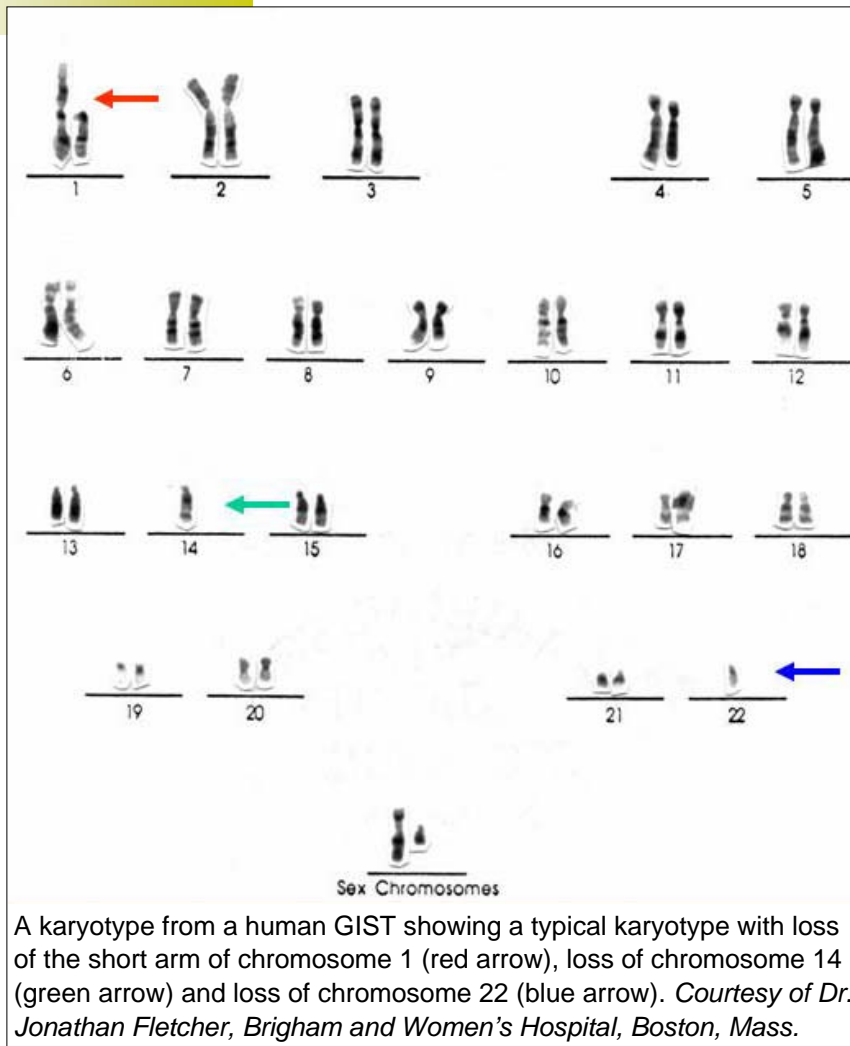 1 2 3 4 5
6 7 8 9 10 11 12
13 14 15 16 17 18
19 20 21 22
Sex Chromosomes
A karyotype from a human GIST showing a typical karyotype with loss
of the short arm of chromosome 1 (red arrow), loss of chromosome 14
(green arrow) and loss of chromosome 22 (blue arrow). Courtesy of Dr.
Jonathan Fletcher, Brigham and Women's Hospital, Boston, Mass.